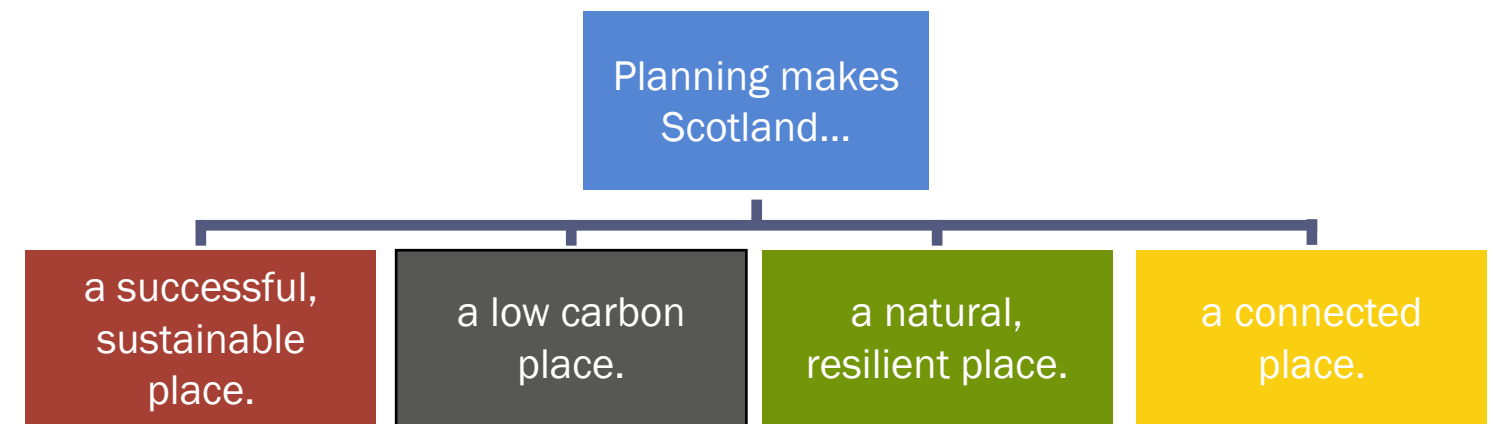 Planning makes
Scotland...
a successful,
sustainable
place.
a low carbon
place.
a natural,
resilient place.
a connected
place.